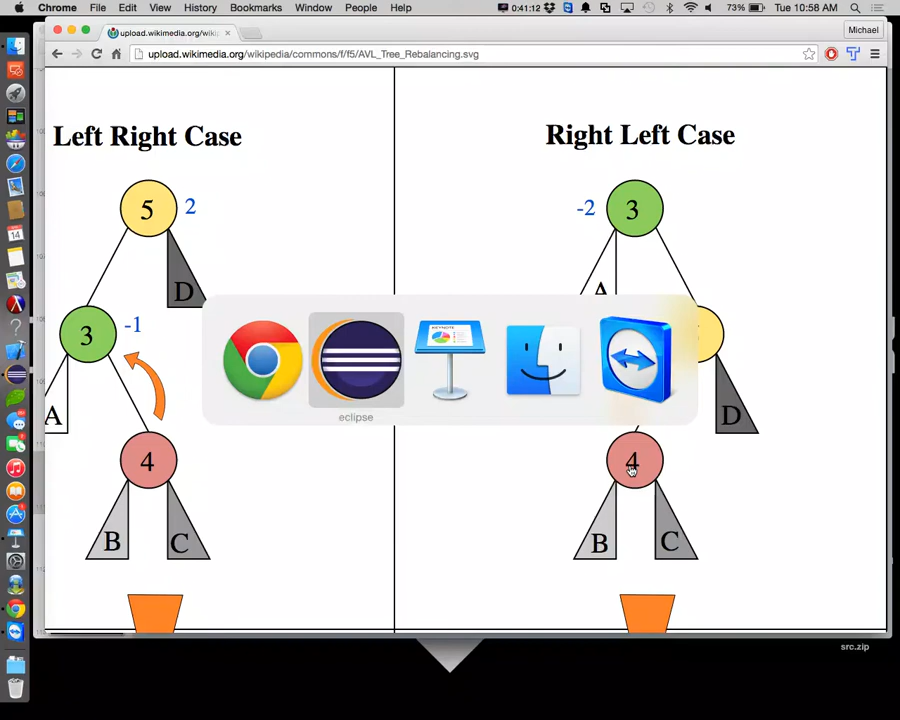 Chrome File Edit View History Bookmarks Window People Help 0:41:12 73% Tue 10:58 AM
upload.wikimedia.org/wiki
Michael
upload.wikimedia.org/wikipedia/commons/f/f5/AVL_Tree_Rebalancing.svg
Left Right Case
Right Left Case
5 2
-2 3
D
A
3 -1
A
D
eclipse
4
4
B C
B C
14
src.zip